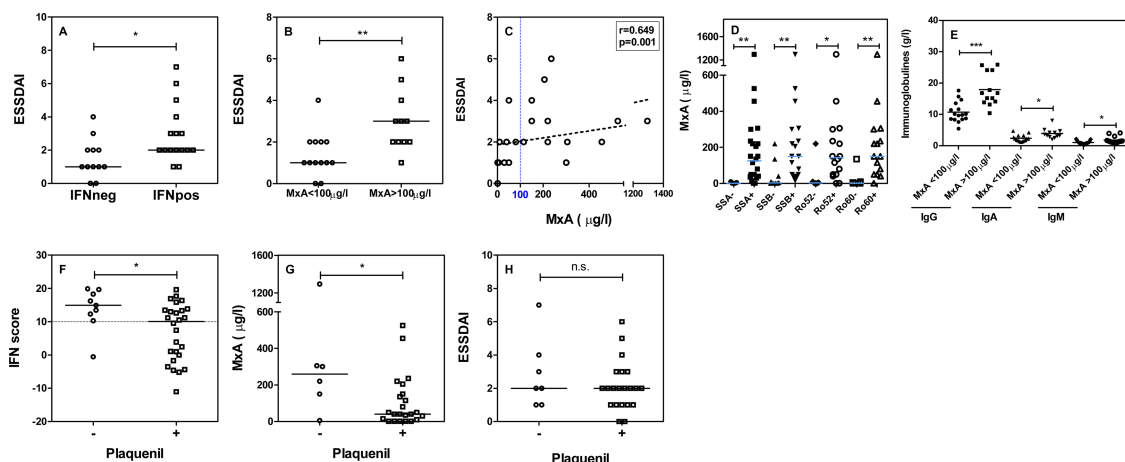 A
*
ESSDAI
10
8
6
4
2
0
IFNneg
IFNpos
B
**
ESSDAI
10
8
6
4
2
0
MxA<100µg/l
MxA>100µg/l
C
r=0.649
p=0.001
ESSDAI
8
6
4
2
0
0
100
200
400
1200
1400
MxA ( µg/l)
D
**
**
*
**
MxA ( µg/l)
1600
1200
600
400
200
0
SSA-
SSA+
SSB-
SSB+
Ro52-
Ro52+
Ro60-
Ro60+
E
***
*
*
Immunoglobulines (g/l)
40
30
20
10
0
MxA <100µg/l
MxA >100µg/l
MxA <100µg/l
MxA >100µg/l
MxA <100µg/l
MxA >100µg/l
IgG
IgA
IgM
F
*
IFN score
30
20
10
0
-10
-20
-
+
Plaquenil
G
*
MxA ( µg/l)
1600
1200
600
400
200
0
-
+
Plaquenil
H
n.s.
ESSDAI
10
8
6
4
2
0
-
+
Plaquenil